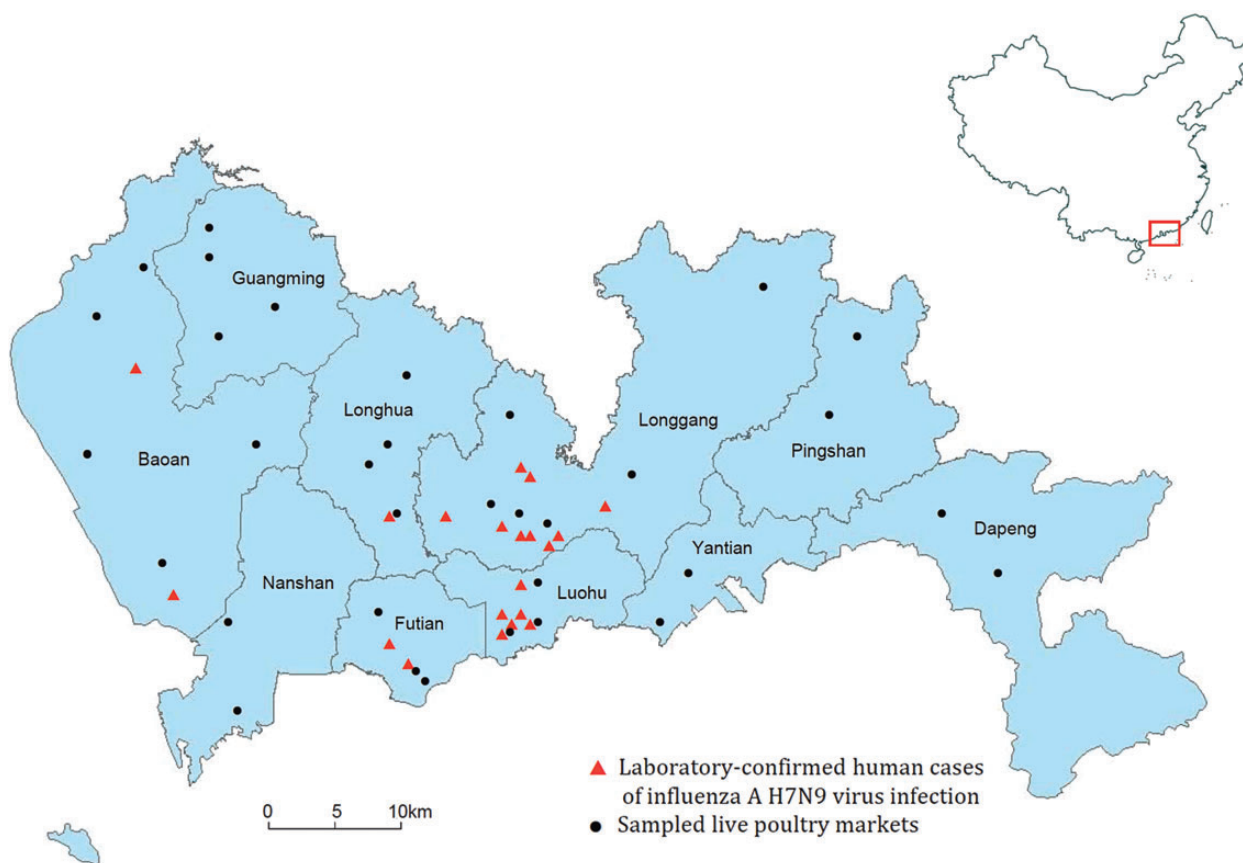 Guangming
Longhua
Longgang
Baoan
Pingshan
Nanshan
Yantian
Dapeng
Luohu
Futian
Laboratory-confirmed human cases
of influenza A H7N9 virus infection
Sampled live poultry markets
0 5 10km